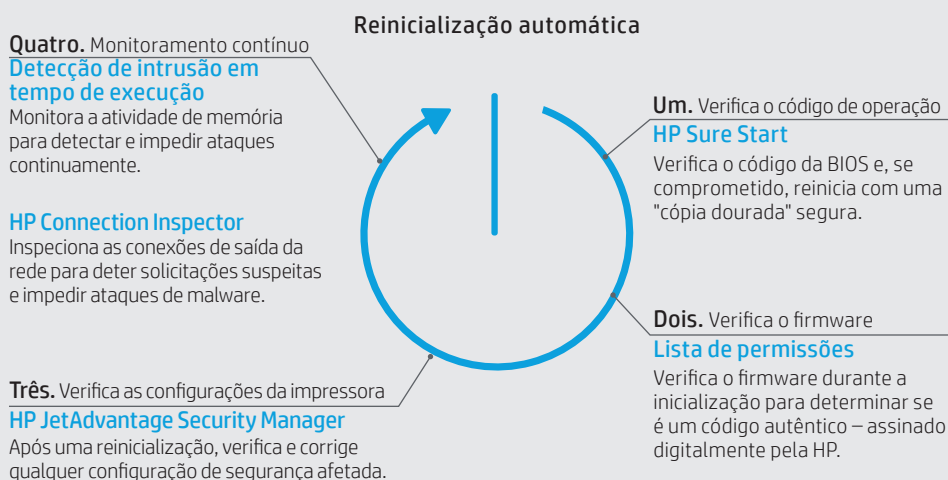 Reinicialização automática
Um. Verifica o código de operação
HP Sure Start
Verifica o código da BIOS e, se
comprometido, reinicia com uma
"cópia dourada" segura.
Dois. Verifica o firmware
Lista de permissões
Verifica o firmware durante a
inicialização para determinar se
é um código autêntico – assinado
digitalmente pela HP.
Três. Verifica as configurações da impressora
HP JetAdvantage Security Manager
Após uma reinicialização, verifica e corrige
qualquer configuração de segurança afetada.
Quatro. Monitoramento contínuo
Detecção de intrusão em
tempo de execução
Monitora a atividade de memória
para detectar e impedir ataques
continuamente.
HP Connection Inspector
Inspeciona as conexões de saída da
rede para deter solicitações suspeitas
e impedir ataques de malware.